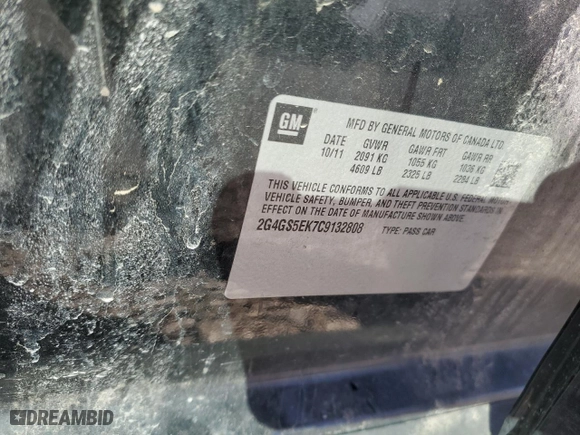 GM
MFD BY GENERAL MOTORS OF CANADA LTD.
DATE GVWR GAWR FRT GAWR RR
10/11 2091 KG 1055 KG 1036 KG
4609 LB 2325 LB 2284 LB
THIS VEHICLE CONFORMS TO ALL APPLICABLE U.S. FEDERAL MOTOR
VEHICLE SAFETY, BUMPER, AND THEFT PREVENTION STANDARDS IN
EFFECT ON THE DATE OF MANUFACTURE SHOWN ABOVE.
2G4GS5EK7C9132808 TYPE: PASS CAR
DREAMBID